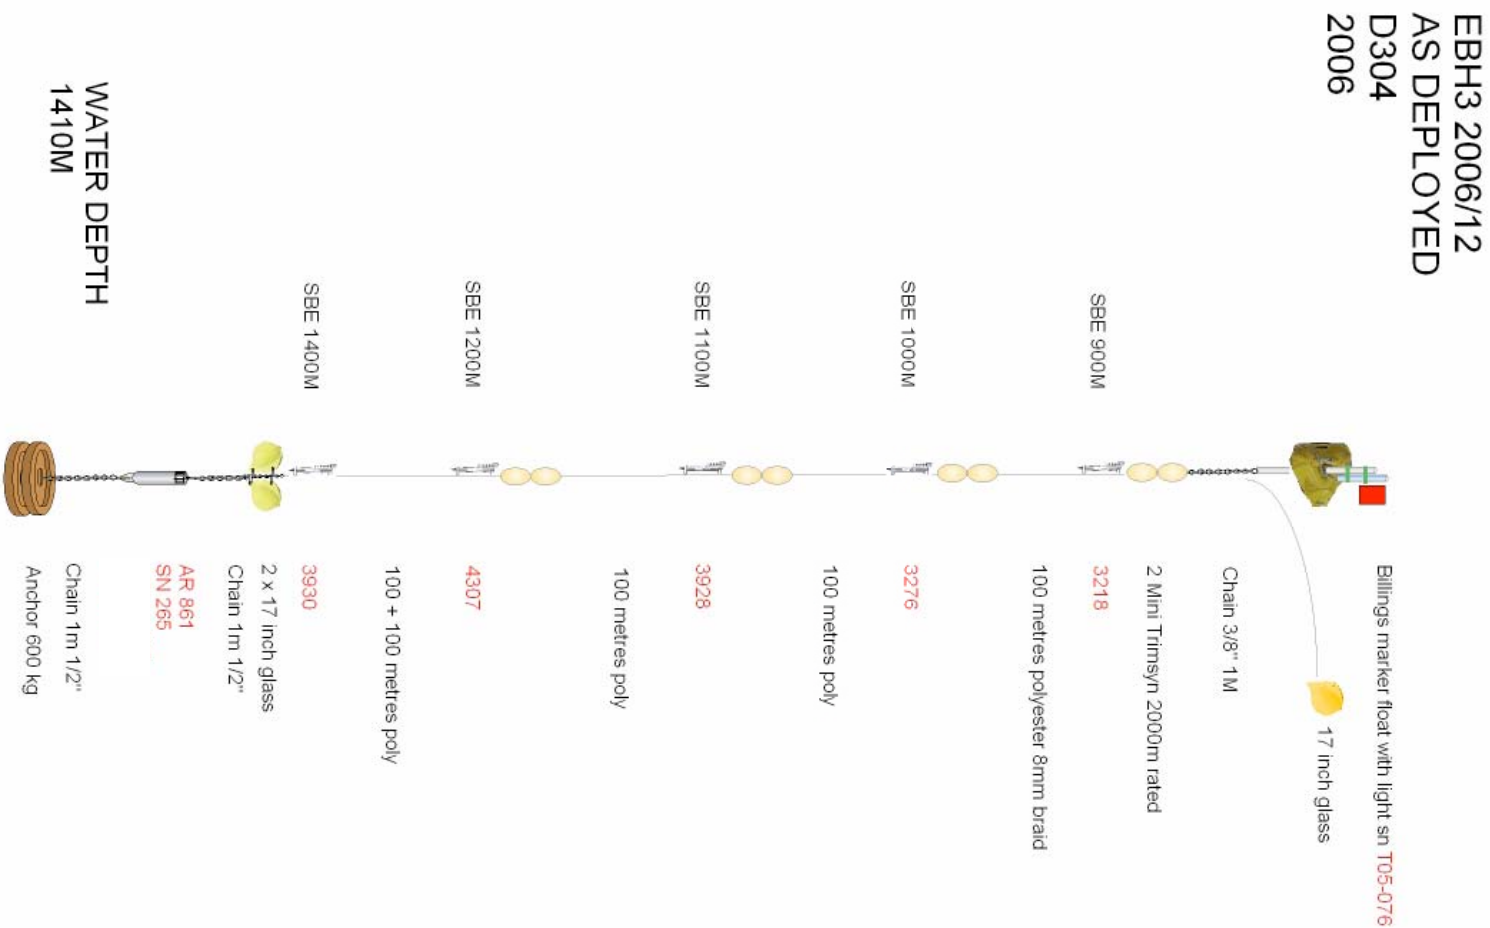 EBH3 2006/12
AS DEPLOYED
D304
2006
Billings marker float with light sn T05-076
17 inch glass
Chain 3/8" 1M
2 Mini Trimsyn 2000m rated
SBE 900M
3218
100 metres polyester 8mm braid
SBE 1000M
3276
100 metres poly
SBE 1100M
3928
100 metres poly
SBE 1200M
4307
100 + 100 metres poly
SBE 1400M
3930
2 x 17 inch glass
Chain 1m 1/2"
AR 861
SN 265
WATER DEPTH
1410M
Chain 1m 1/2"
Anchor 600 kg